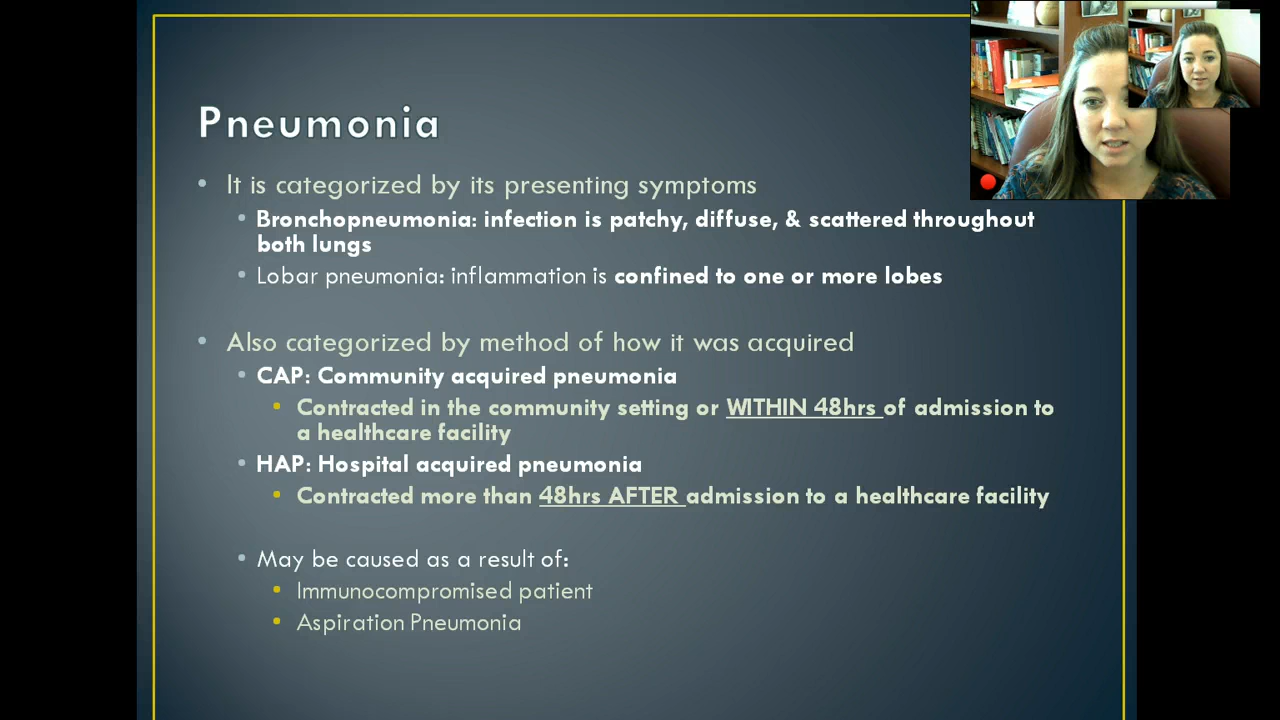 Pneumonia
• It is categorized by its presenting symptoms
• Bronchopneumonia: infection is patchy, diffuse, & scattered throughout
both lungs
• Lobar pneumonia: inflammation is confined to one or more lobes
• Also categorized by method of how it was acquired
• CAP: Community acquired pneumonia
• Contracted in the community setting or WITHIN 48hrs of admission to
a healthcare facility
• HAP: Hospital acquired pneumonia
• Contracted more than 48hrs AFTER admission to a healthcare facility
• May be caused as a result of:
• Immunocompromised patient
• Aspiration Pneumonia